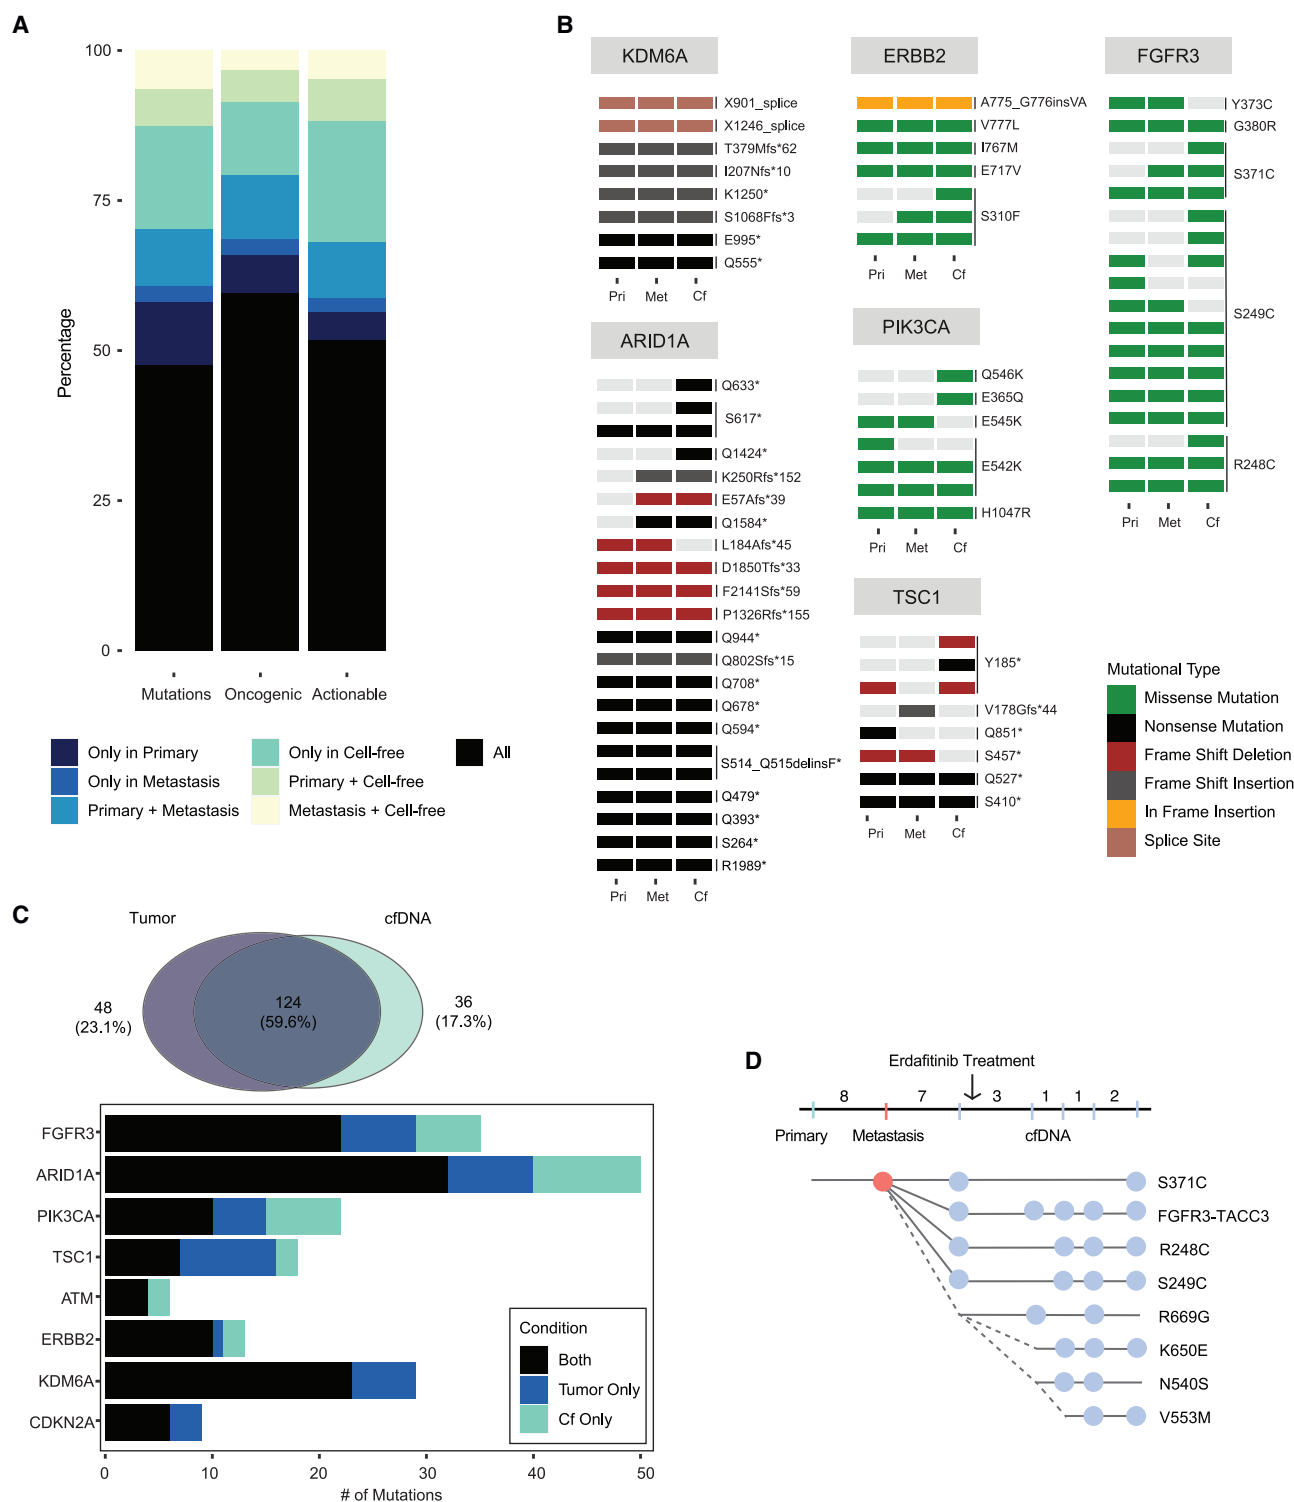 A
100
75
50
25
0
Percentage
Mutations
Oncogenic
Actionable
Only in Primary
Only in Metastasis
Primary + Metastasis
Only in Cell-free
Primary + Cell-free
Metastasis + Cell-free
All
B
KDM6A
X901_splice
X1246_splice
T379Mfs*62
I207Nfs*10
K1250*
S1068Ffs*3
E995*
Q555*
Pri Met Cf
ARID1A
Q633*
S617*
Q1424*
K250Rfs*152
E57Afs*39
Q1584*
L184Afs*45
D1850Tfs*33
F2141Sfs*59
P1326Rfs*155
Q944*
Q802Sfs*15
Q708*
Q678*
Q594*
S514_Q515delinsF*
Q479*
Q393*
S264*
R1989*
Pri Met Cf
ERBB2
A775_G776insVA
V777L
I767M
E717V
S310F
Pri Met Cf
PIK3CA
Q546K
E365Q
E545K
E542K
H1047R
Pri Met Cf
TSC1
Y185*
V178Gfs*44
Q851*
S457*
Q527*
S410*
Pri Met Cf
FGFR3
Y373C
G380R
S371C
S249C
R248C
Pri Met Cf
Mutational Type
Missense Mutation
Nonsense Mutation
Frame Shift Deletion
Frame Shift Insertion
In Frame Insertion
Splice Site
C
Tumor
cfDNA
48
(23.1%)
124
(59.6%)
36
(17.3%)
FGFR3
ARID1A
PIK3CA
TSC1
ATM
ERBB2
KDM6A
CDKN2A
Condition
Both
Tumor Only
Cf Only
0 10 20 30 40 50
# of Mutations
D
Erdafitinib Treatment
8 7 3 1 1 2
Primary Metastasis cfDNA
S371C
FGFR3-TACC3
R248C
S249C
R669G
K650E
N540S
V553M